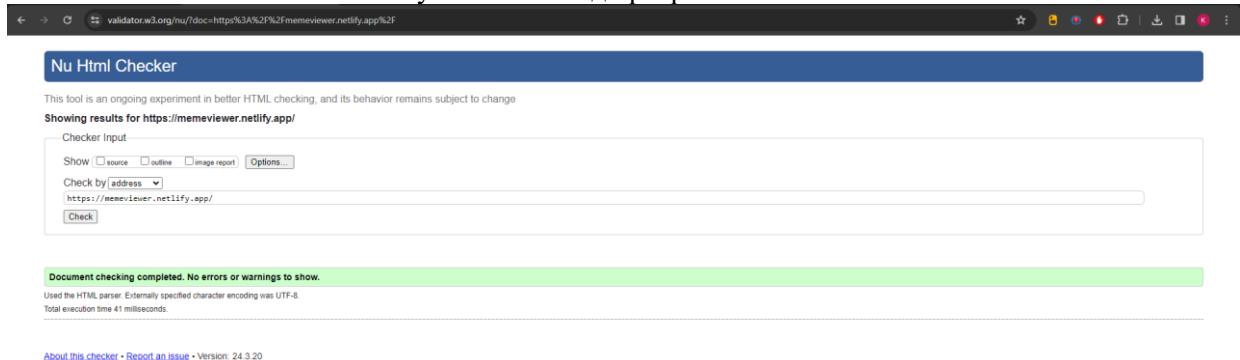 validator.w3.org/nu/?doc=https%3A%2F%2Fmemeviewer.netlify.app%2F
K
Nu Html Checker
This tool is an ongoing experiment in better HTML checking, and its behavior remains subject to change
Showing results for https://memeviewer.netlify.app/
Checker Input
Show source outline image report Options...
Check by address
https://memeviewer.netlify.app/
Check
Document checking completed. No errors or warnings to show.
Used the HTML parser. Externally specified character encoding was UTF-8.
Total execution time 41 milliseconds.
About this checker • Report an issue • Version: 24.3.20